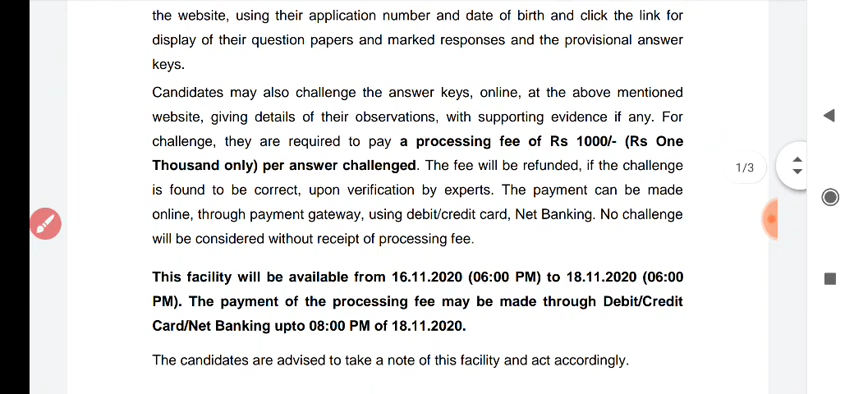 the website, using their application number and date of birth and click the link for
display of their question papers and marked responses and the provisional answer
keys.
Candidates may also challenge the answer keys, online, at the above mentioned
website, giving details of their observations, with supporting evidence if any. For
challenge, they are required to pay a processing fee of Rs 1000/- (Rs One
Thousand only) per answer challenged. The fee will be refunded, if the challenge
is found to be correct, upon verification by experts. The payment can be made
online, through payment gateway, using debit/credit card, Net Banking. No challenge
will be considered without receipt of processing fee.
This facility will be available from 16.11.2020 (06:00 PM) to 18.11.2020 (06:00
PM). The payment of the processing fee may be made through Debit/Credit
Card/Net Banking upto 08:00 PM of 18.11.2020.
The candidates are advised to take a note of this facility and act accordingly.
1/3